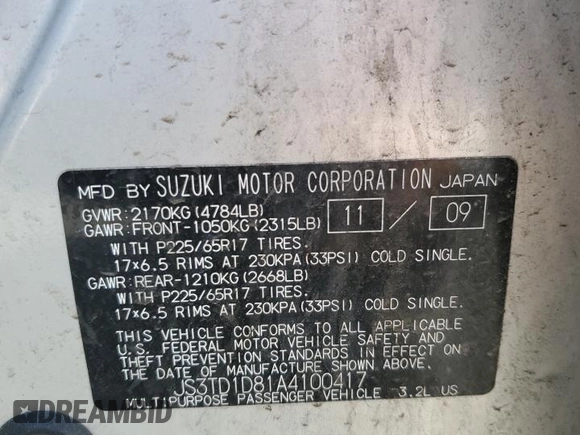 MFD BY SUZUKI MOTOR CORPORATION JAPAN
GVWR:2170KG(4784LB)
GAWR:FRONT-1050KG(2315LB) 11 / 09
WITH P225/65R17 TIRES.
17×6.5 RIMS AT 230KPA(33PSI) COLD SINGLE.
GAWR:REAR-1210KG(2668LB)
WITH P225/65R17 TIRES.
17×6.5 RIMS AT 230KPA(33PSI) COLD SINGLE.
THIS VEHICLE CONFORMS TO ALL APPLICABLE
U.S. FEDERAL MOTOR VEHICLE SAFETY AND
THEFT PREVENTION STANDARDS IN EFFECT ON
THE DATE OF MANUFACTURE SHOWN ABOVE.
JS3TD1D81A4100417
MULTIPURPOSE PASSENGER VEHICLE 3.2L US
DREAMBID